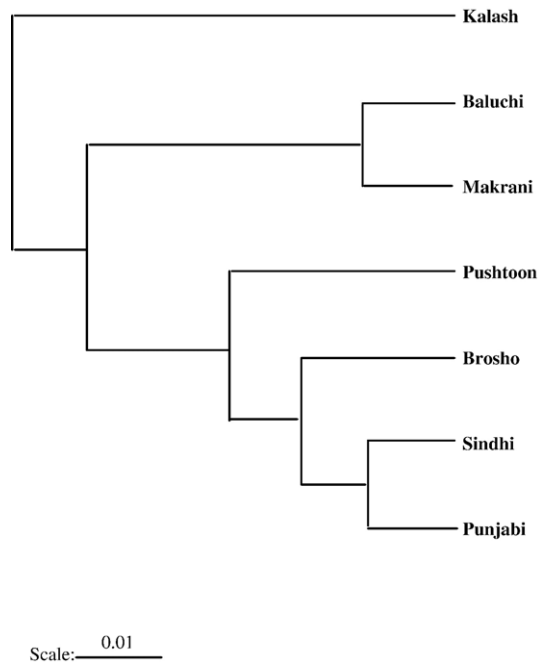 Kalash
Baluchi
Makrani
Pushtoon
Brosho
Sindhi
Punjabi
0.01
Scale: